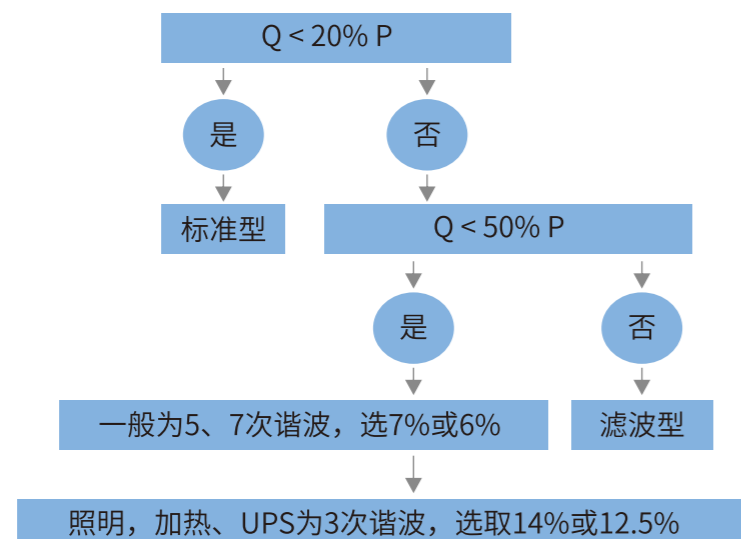 Q < 20% P
是
否
标准型
Q < 50% P
是
否
一般为5、7次谐波，选7%或6%
滤波型
照明，加热、UPS为3次谐波，选取14%或12.5%